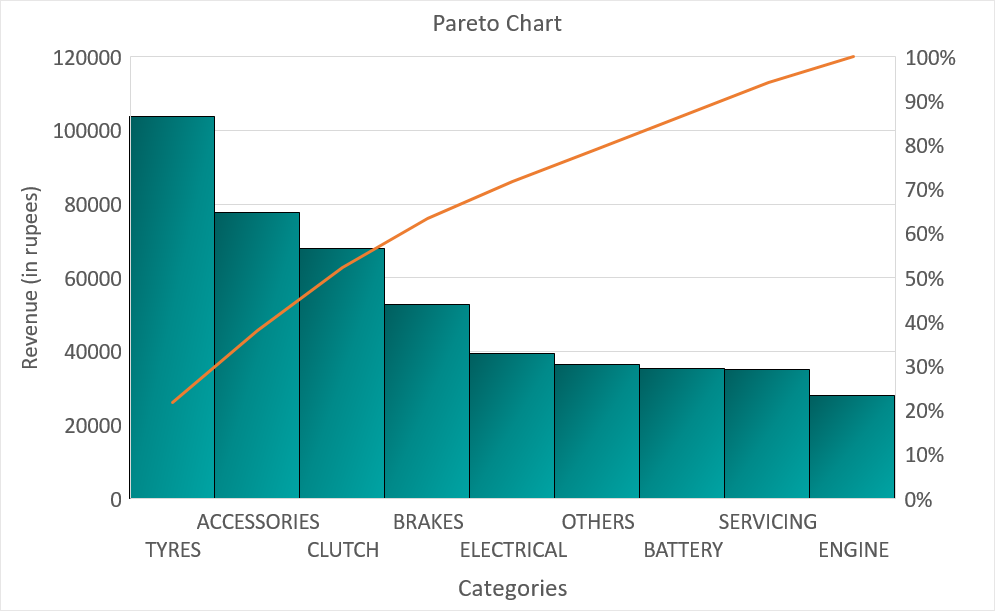 Pareto Chart
120000
100000
80000
60000
40000
20000
0
Revenue (in rupees)
100%
90%
80%
70%
60%
50%
40%
30%
20%
10%
0%
TYRES
ACCESSORIES
CLUTCH
BRAKES
ELECTRICAL
OTHERS
BATTERY
SERVICING
ENGINE
Categories